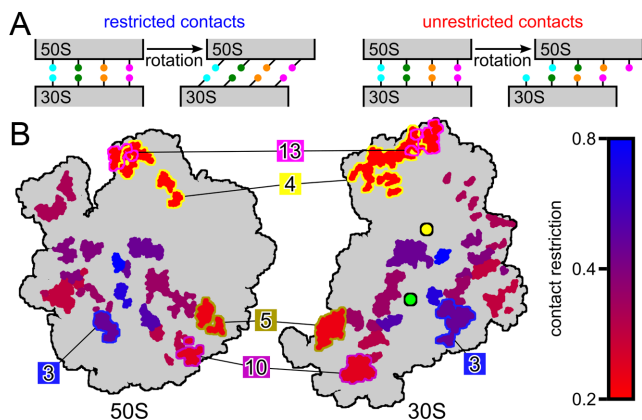 A
restricted contacts
unrestricted contacts
50S
rotation
50S
30S
30S
50S
rotation
50S
30S
30S
B
13
4
5
10
3
3
50S
30S
0.8
0.4
0.2
contact restriction